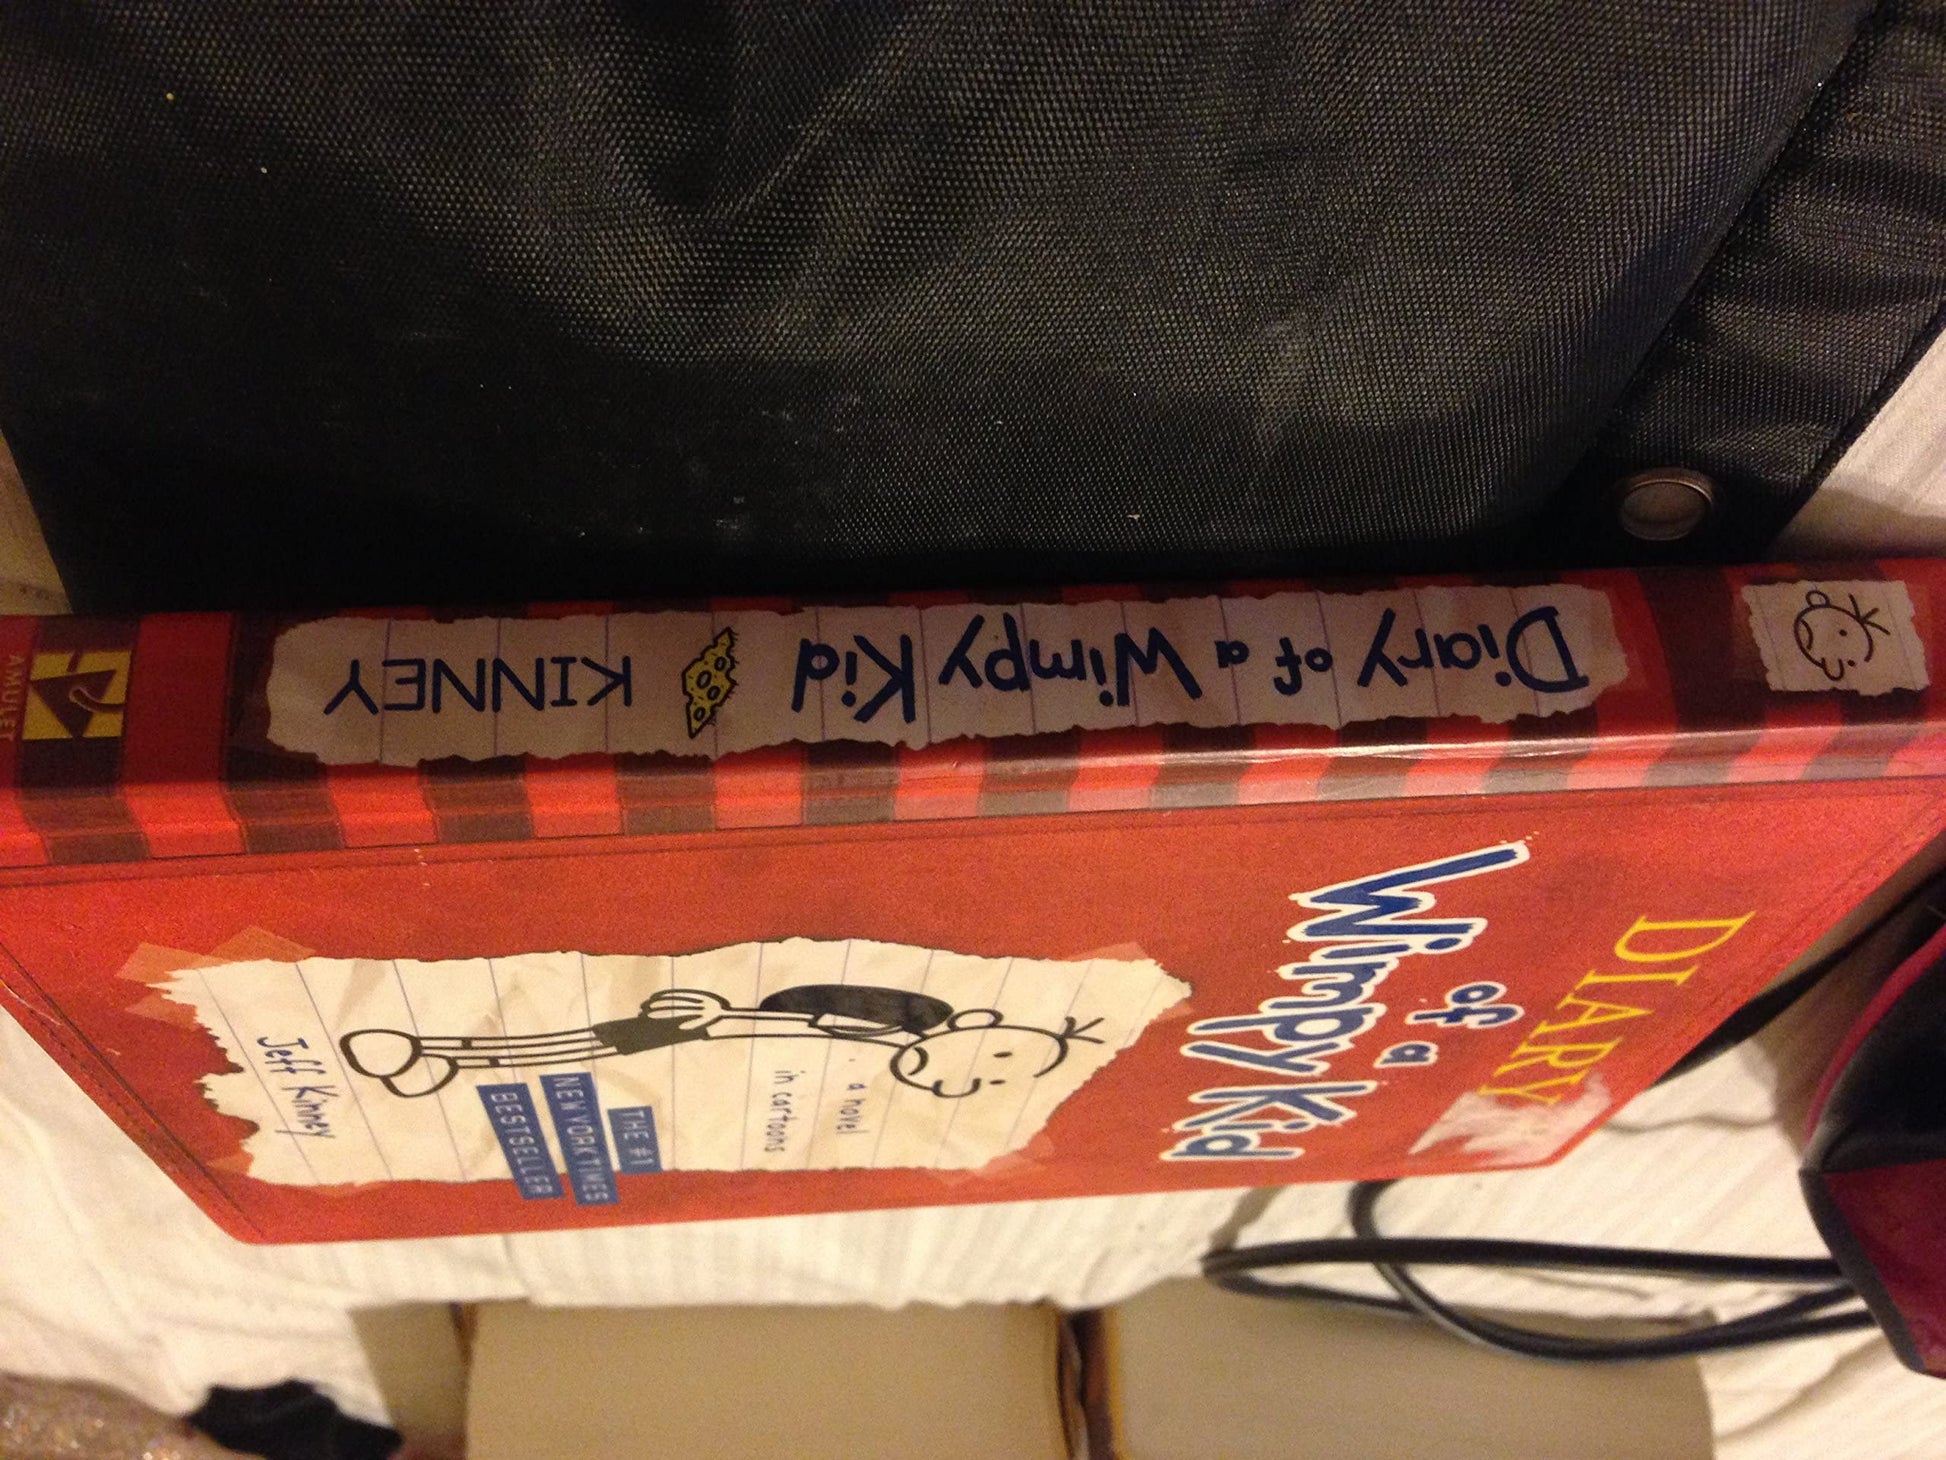 Diary of a Wimpy Kid KINNEY
AMULET
DIARY
of a
Wimpy Kid
a novel
in cartoons
THE #1
NEW YORK TIMES
BESTSELLER
Jeff Kinney